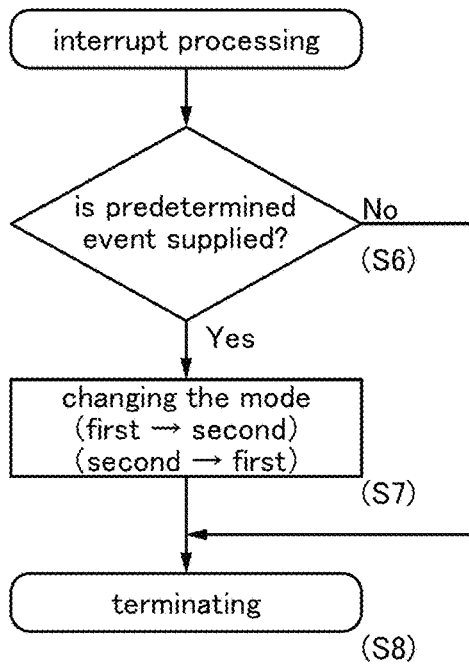 interrupt processing
is predetermined
event supplied?
No
(S6)
Yes
changing the mode
(first → second)
(second → first)
(S7)
terminating
(S8)